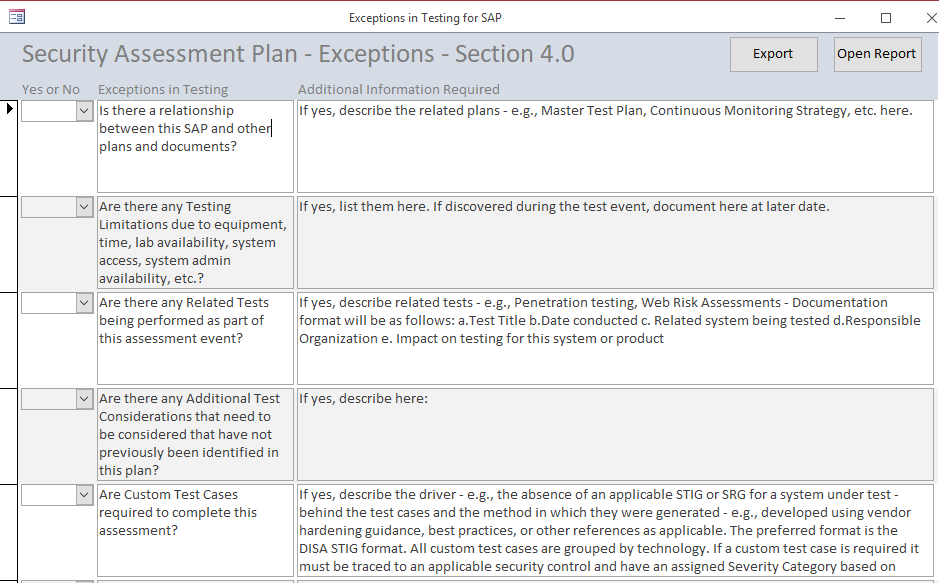 Exceptions in Testing for SAP
Security Assessment Plan - Exceptions - Section 4.0
Export
Open Report
Yes or No
Exceptions in Testing
Additional Information Required
Is there a relationship
between this SAP and other
plans and documents?
If yes, describe the related plans - e.g., Master Test Plan, Continuous Monitoring Strategy, etc. here.
Are there any Testing
Limitations due to equipment,
time, lab availability, system
access, system admin
availability, etc.?
If yes, list them here. If discovered during the test event, document here at later date.
Are there any Related Tests
being performed as part of
this assessment event?
If yes, describe related tests - e.g., Penetration testing, Web Risk Assessments - Documentation
format will be as follows: a.Test Title b.Date conducted c. Related system being tested d.Responsible
Organization e. Impact on testing for this system or product
Are there any Additional Test
Considerations that need to
be considered that have not
previously been identified in
this plan?
If yes, describe here:
Are Custom Test Cases
required to complete this
assessment?
If yes, describe the driver - e.g., the absence of an applicable STIG or SRG for a system under test -
behind the test cases and the method in which they were generated - e.g., developed using vendor
hardening guidance, best practices, or other references as applicable. The preferred format is the
DISA STIG format. All custom test cases are grouped by technology. If a custom test case is required it
must be traced to an applicable security control and have an assigned Severity Category based on